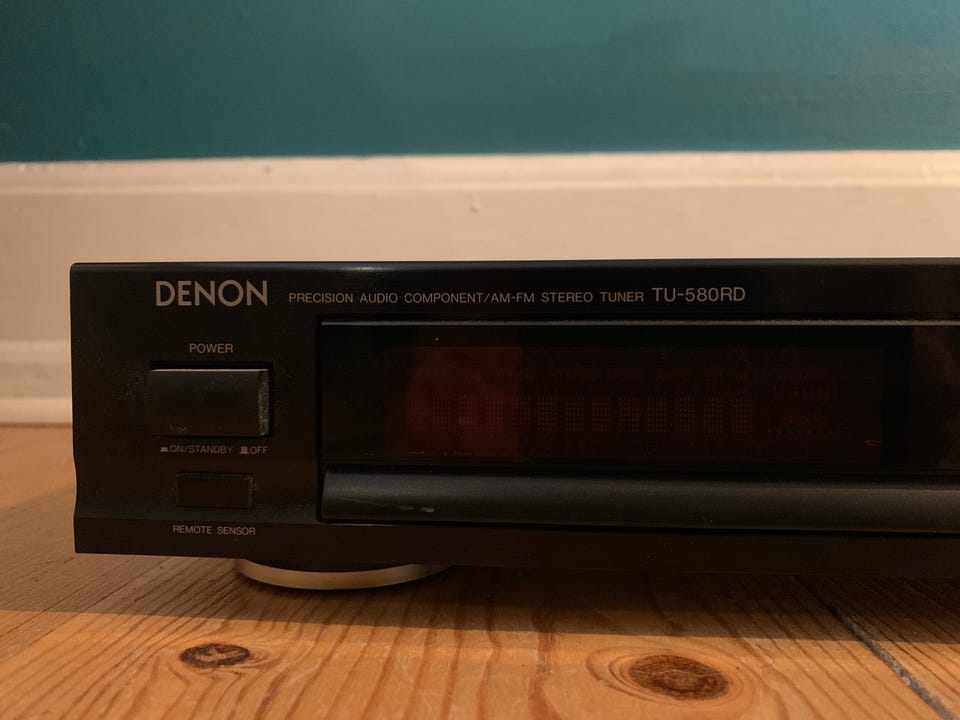 DENON PRECISION AUDIO COMPONENT/AM-FM STEREO TUNER TU-580RD
POWER
ON/STANDBY OFF
REMOTE SENSOR